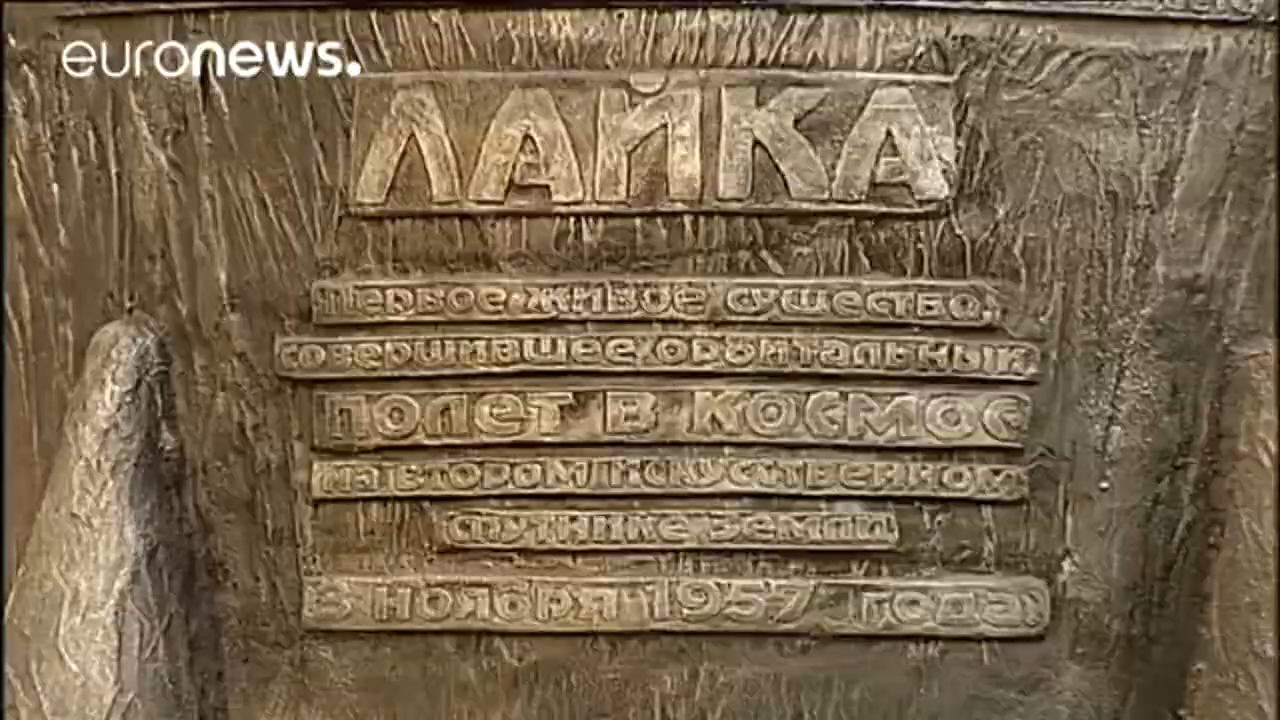 euronews.
ЛАЙКА
первое живое существо,
совершившее орбитальный
полет в космос
на втором искусственном
спутнике Земли
3 ноября 1957 года